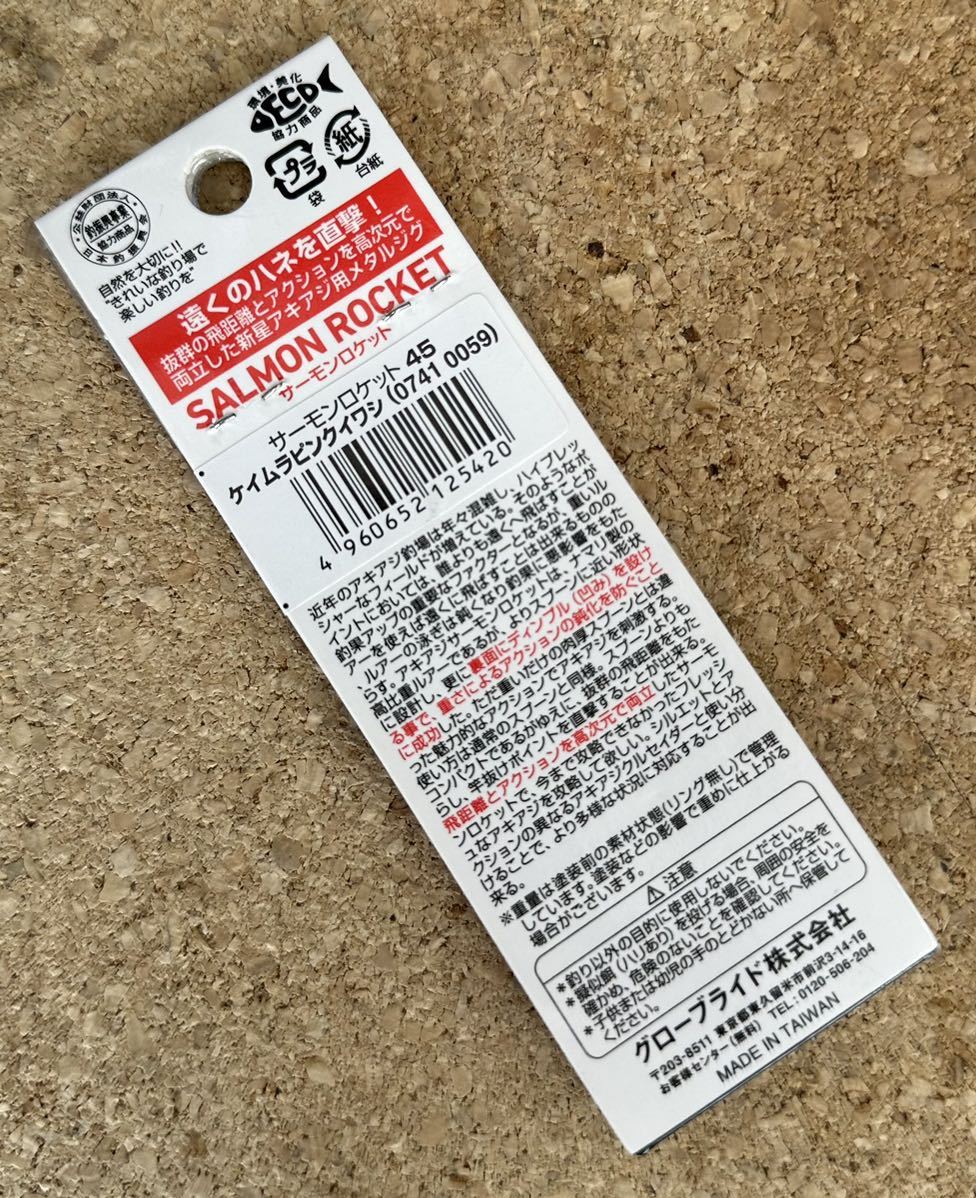 環境・美化
ECO
協力商品
プラ
袋
紙
台紙
公益財団法人
釣振興事業
協力商品
日本釣振興会
自然を大切に!!
"きれいな釣り場で
楽しい釣りを"
遠くのハネを直撃！
抜群の飛距離とアクションを高次元で
両立した新星アキアジ用メタルジグ
SALMON ROCKET
サーモンロケット
サーモンロケット 45
ケイムラピンクイワシ (0741 0059)
4 960652 125420
近年のアキアジ釣場は年々混雑し、ハイプレッ
シャーなフィールドが増えている。そのようなポ
イントにおいては、誰よりも遠くへ飛ばすことが
釣果アップの重要なファクターとなるが、重いル
アーを使えば遠くに飛ばすことは出来るものの
ルアーの泳ぎは鈍くなり釣果に悪影響をもた
らす。アキアジサーモンロケットは、ナマリ製の
高比重ルアーであるが、よりスプーンに近い形状
に設計し、更に裏面にディンプル（凹み）を設け
る事で、重さによるアクションの鈍化を防ぐこと
に成功した。ただ重いだけの肉厚スプーンとは違
った魅力的なアクションでアキアジを刺激する。
使い方は通常のスプーンと同様。スプーンよりも
コンパクトであるがゆえに、抜群の飛距離をもた
らし、竿抜けポイントを直撃することが出来る。
飛距離とアクションを高次元で両立したサーモ
ンロケットで、今まで攻略できなかったプレッシ
ュなアキアジを攻略して欲しい。シルエットとア
クションの異なるアキアジクルセイダーと使い分
けることで、より多様な状況に対応することが出
来る。
※重量は塗装前の素材状態(リング無し)で管理
しています。塗装などの影響で重めに仕上がる
場合がございます。
⚠ 注意
＊釣り以外の目的に使用しないでください。
＊擬似餌（ハリあり）を投げる場合、周囲の安全を
確かめ、危険のないことを確認してください。
＊子供または幼児の手のとどかない所へ保管して
ください。
グローブライド株式会社
〒203-8511 東京都東久留米市前沢3-14-16
お客様センター（無料） TEL：0120-506-204
MADE IN TAIWAN